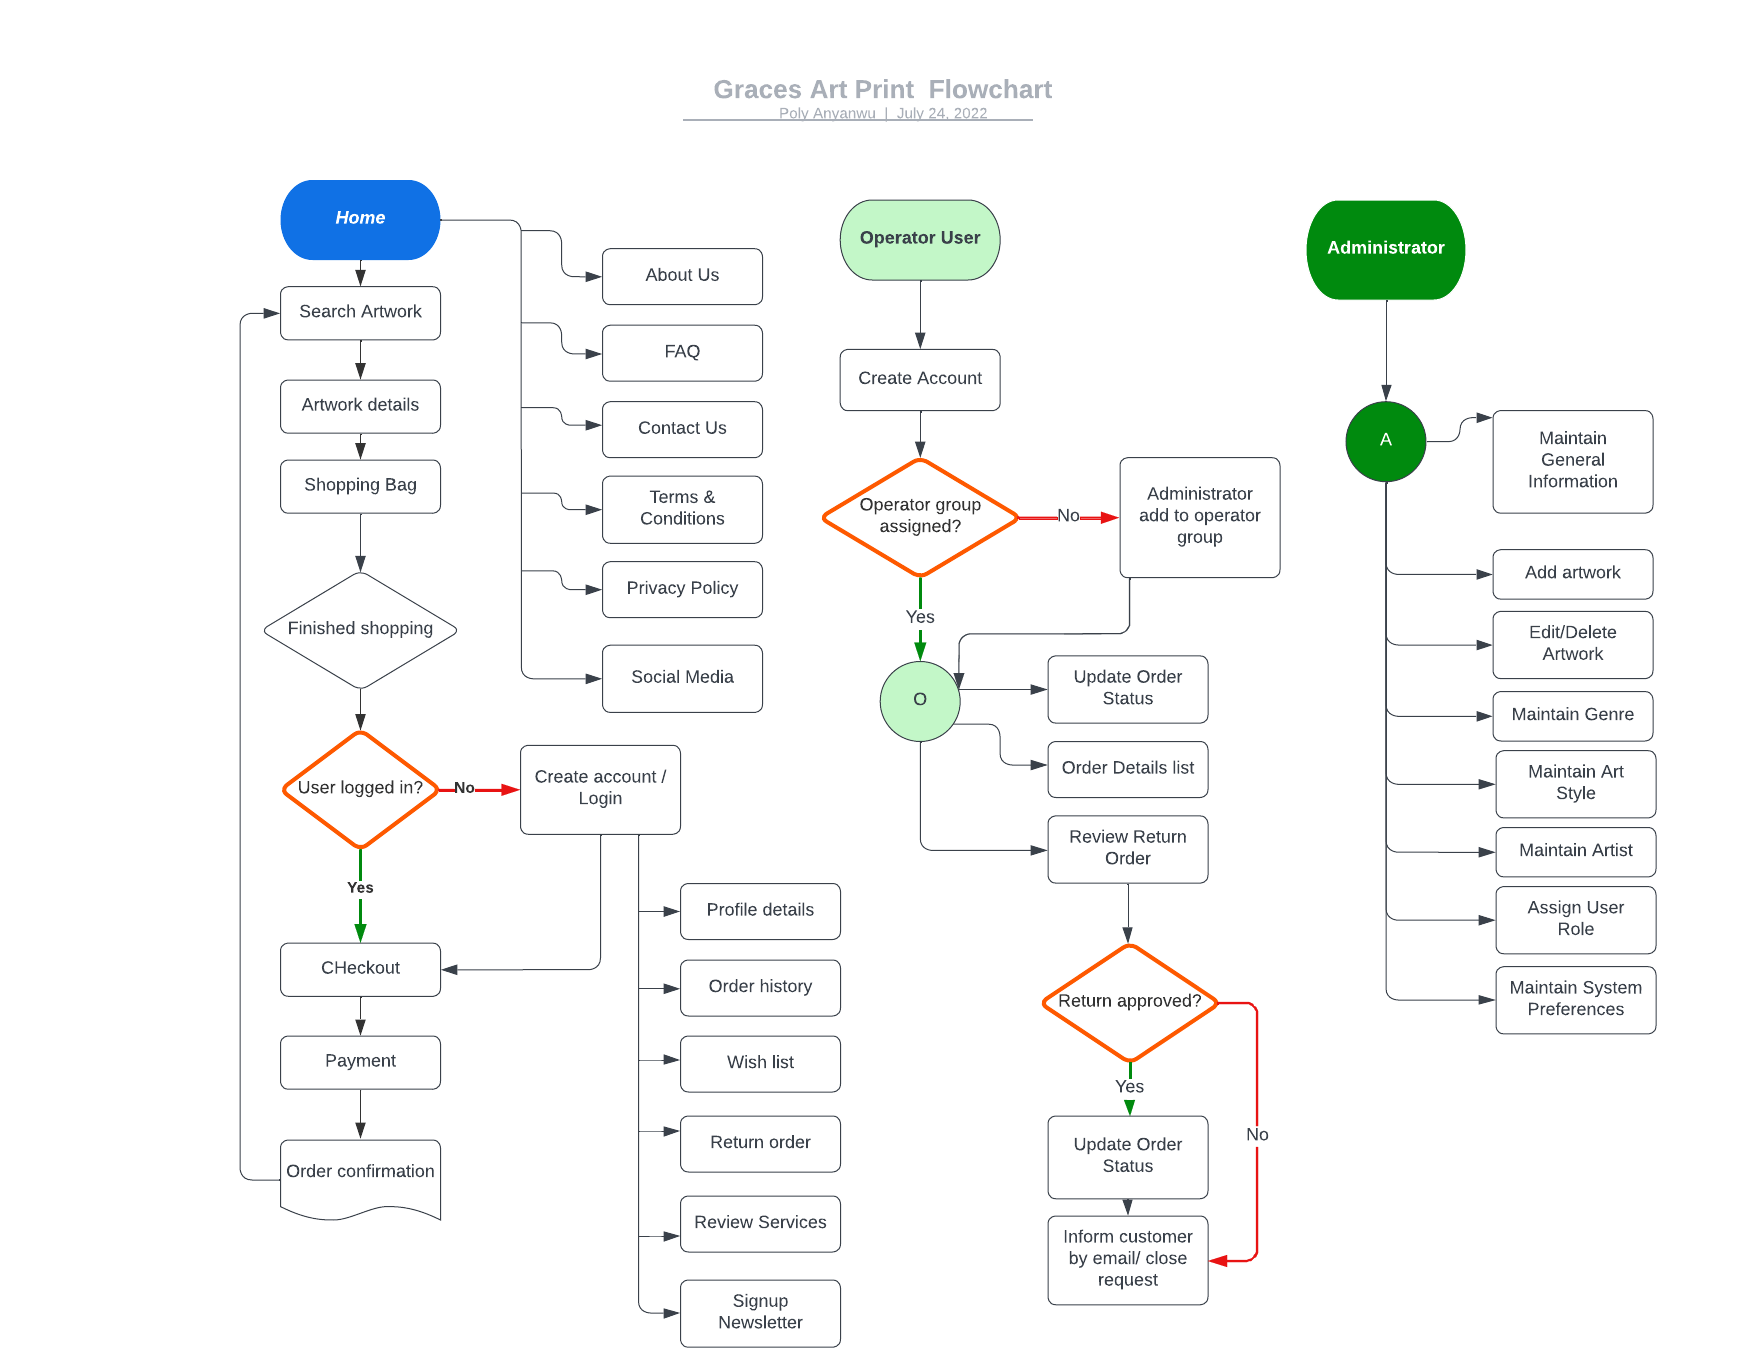 Graces Art Print  Flowchart
Poly Anyanwu  |  July 24, 2022
Home
Search Artwork
Artwork details
Shopping Bag
Finished shopping
User logged in?
No
Yes
CHeckout
Payment
Order confirmation
About Us
FAQ
Contact Us
Terms &
Conditions
Privacy Policy
Social Media
Create account /
Login
Profile details
Order history
Wish list
Return order
Review Services
Signup
Newsletter
Operator User
Create Account
Operator group
assigned?
No
Administrator
add to operator
group
Yes
O
Update Order
Status
Order Details list
Review Return
Order
Return approved?
Yes
No
Update Order
Status
Inform customer
by email/ close
request
Administrator
A
Maintain
General
Information
Add artwork
Edit/Delete
Artwork
Maintain Genre
Maintain Art
Style
Maintain Artist
Assign User
Role
Maintain System
Preferences